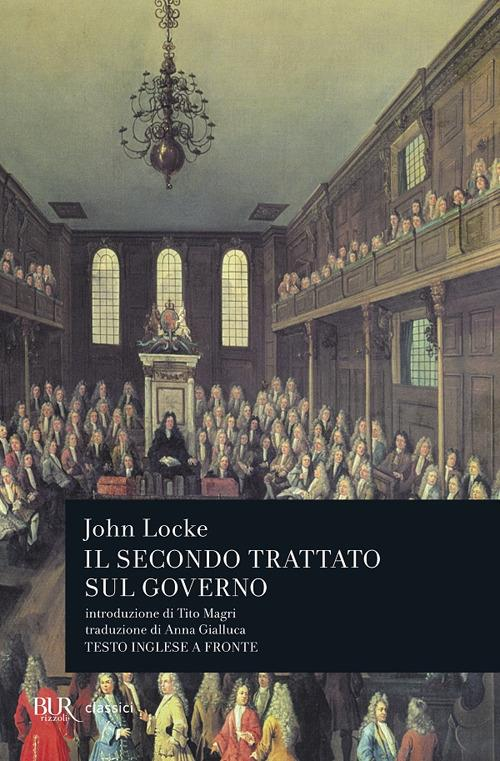 John Locke
IL SECONDO TRATTATO
SUL GOVERNO
introduzione di Tito Magri
traduzione di Anna Gialluca
TESTO INGLESE A FRONTE
BUR classici
rizzoli